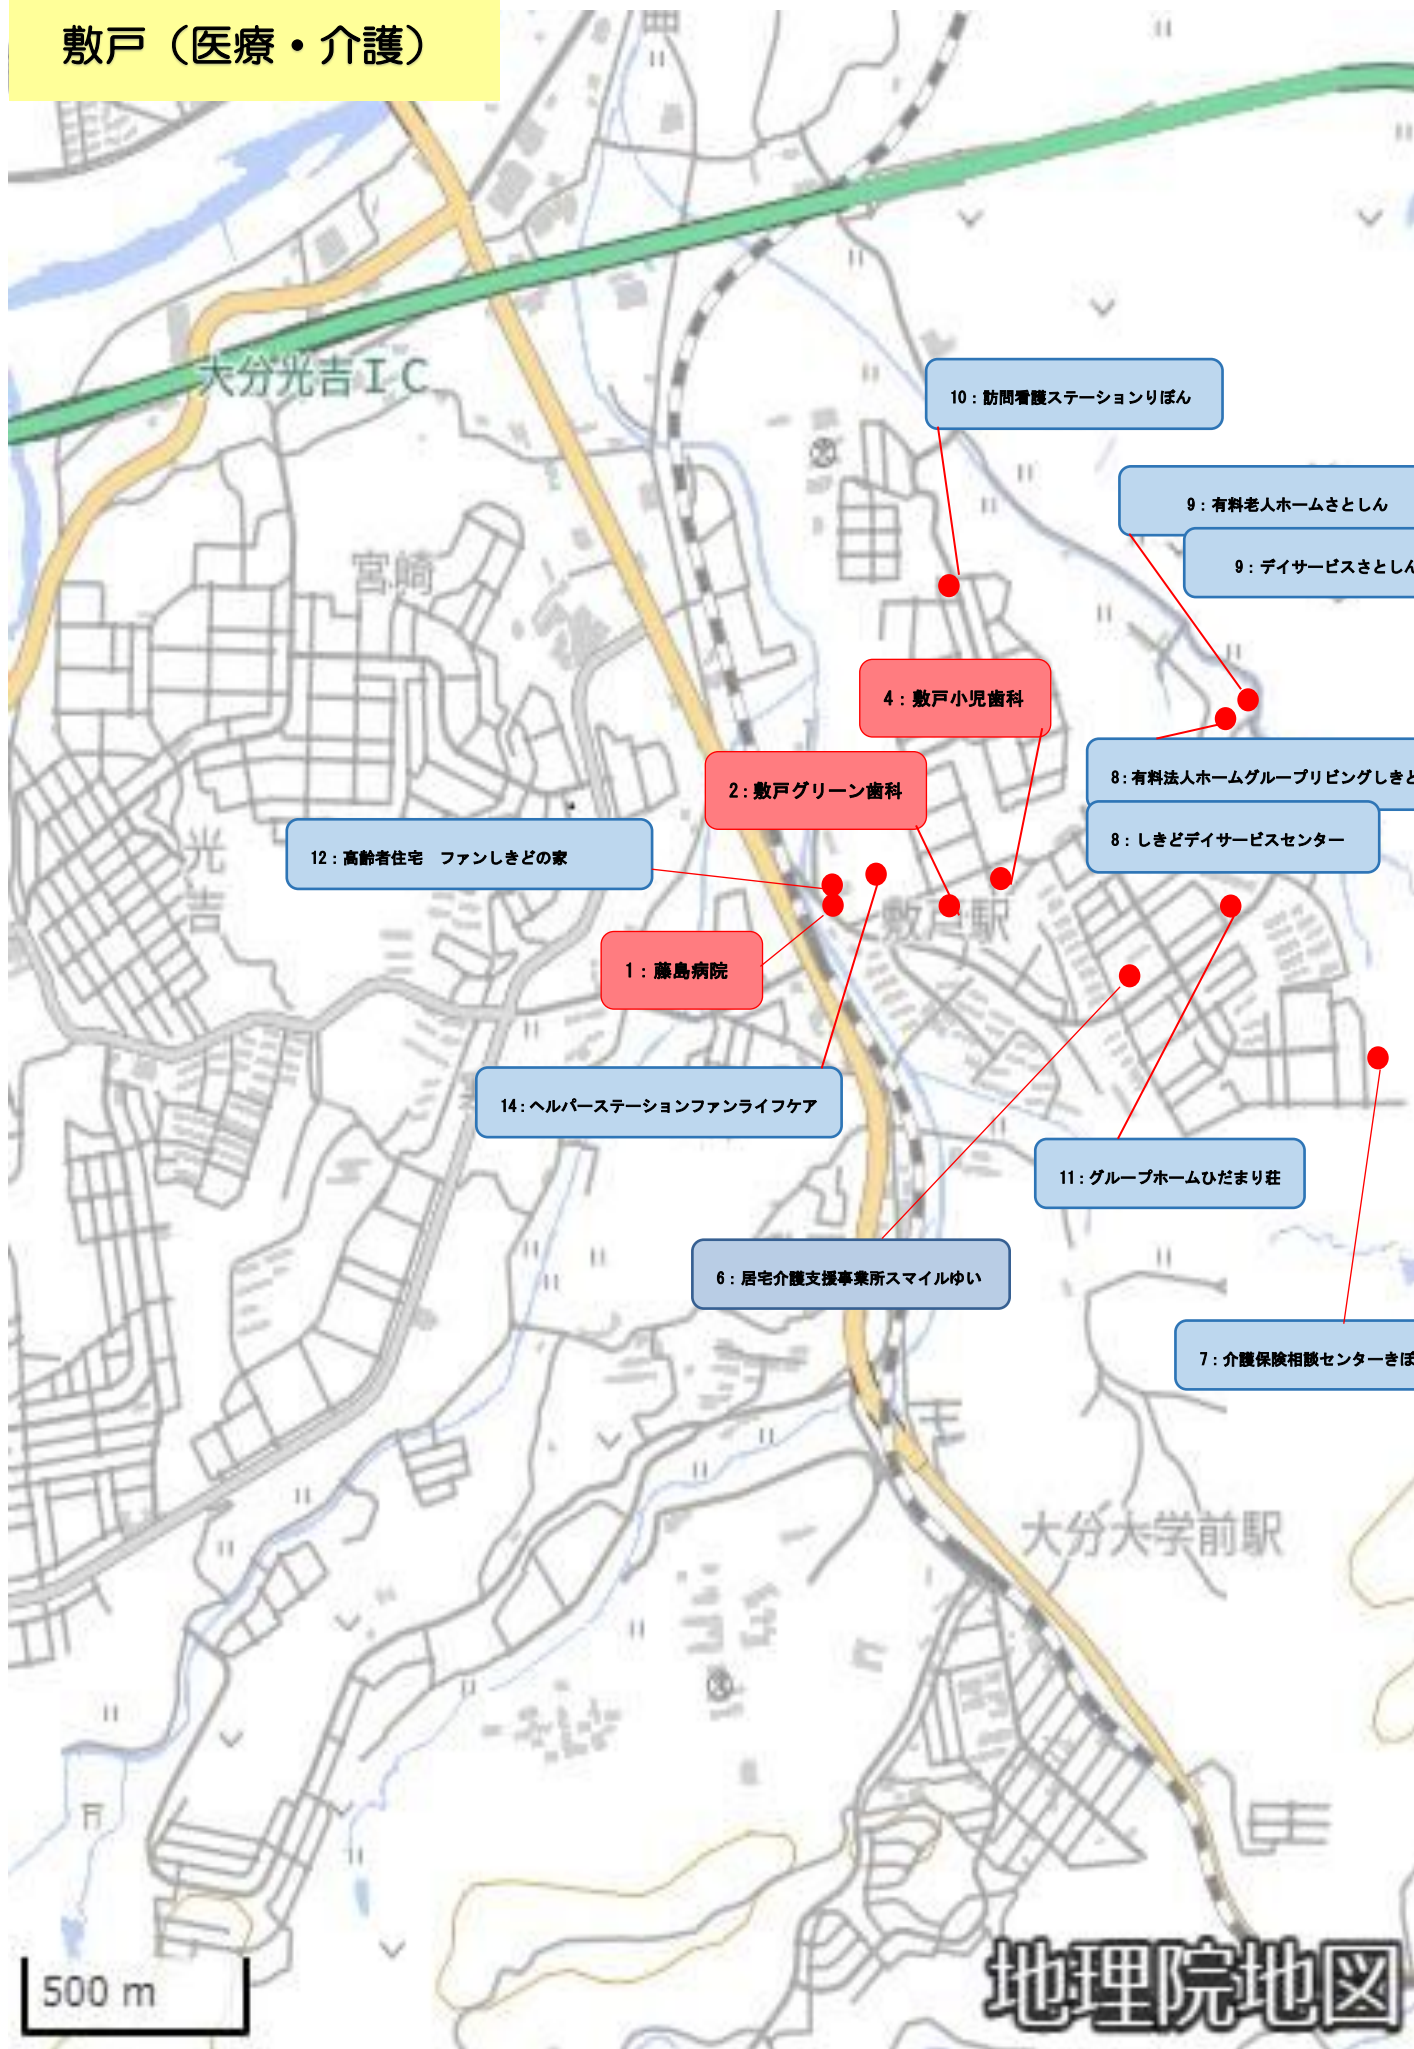 敷戸（医療・介護）
大分光吉ＩＣ
10：訪問看護ステーションりぼん
9：有料老人ホームさとしん
9：デイサービスさとしん
宮崎
4：敷戸小児歯科
2：敷戸グリーン歯科
8：有料法人ホームグループリビングしきど
8：しきどデイサービスセンター
光吉
12：高齢者住宅　ファンしきどの家
敷戸駅
1：藤島病院
14：ヘルパーステーションファンライフケア
11：グループホームひだまり荘
6：居宅介護支援事業所スマイルゆい
7：介護保険相談センターきぼ
大分大学前駅
500 m
地理院地図